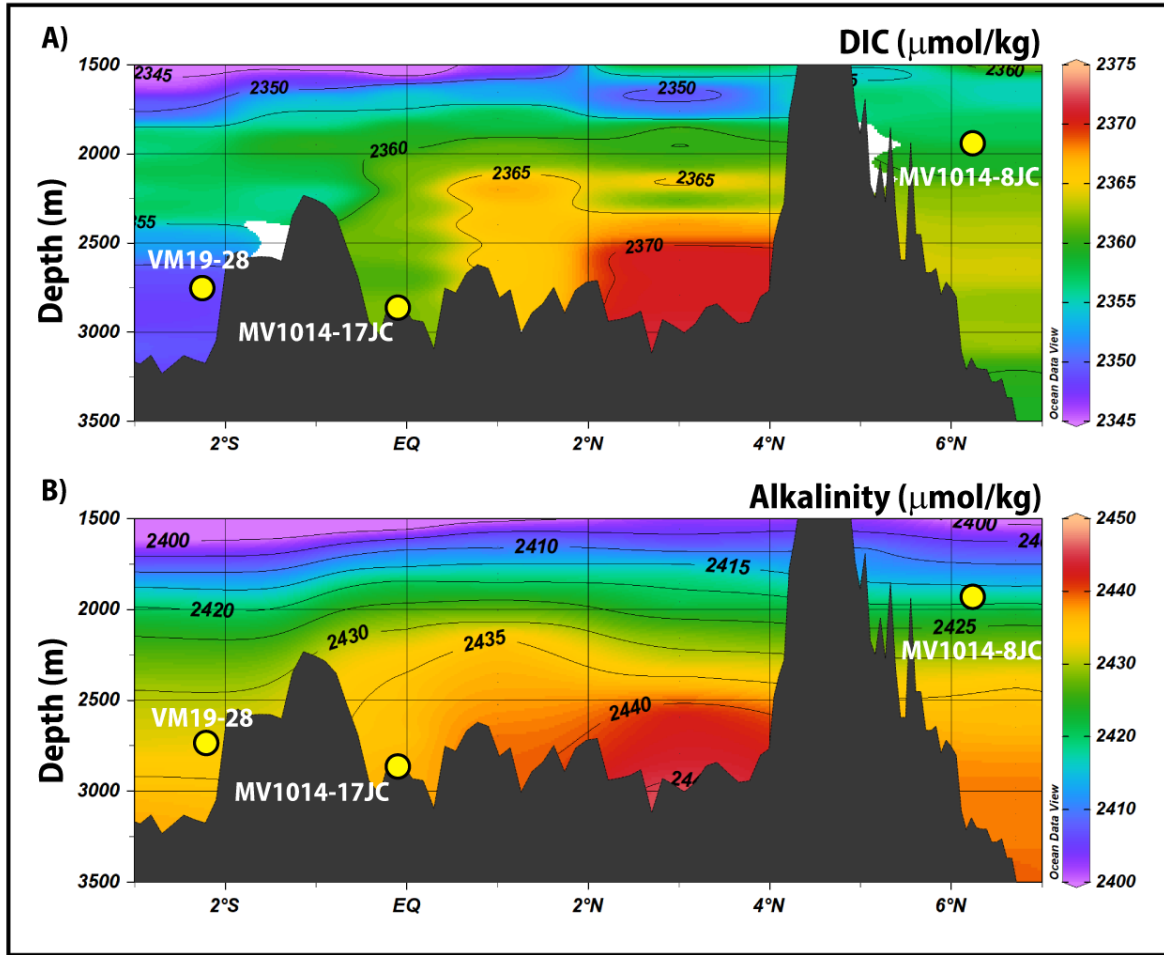 A)
DIC (μmol/kg)
Depth (m)
1500
2000
2500
3000
3500
2345
2350
2350
2360
2360
2365
2365
2370
VM19-28
MV1014-17JC
MV1014-8JC
2°S
EQ
2°N
4°N
6°N
Ocean Data View
2375
2370
2365
2360
2355
2350
2345
B)
Alkalinity (μmol/kg)
Depth (m)
1500
2000
2500
3000
3500
2400
2400
2410
2415
2420
2425
2430
2435
2440
VM19-28
MV1014-17JC
MV1014-8JC
2°S
EQ
2°N
4°N
6°N
Ocean Data View
2450
2440
2430
2420
2410
2400